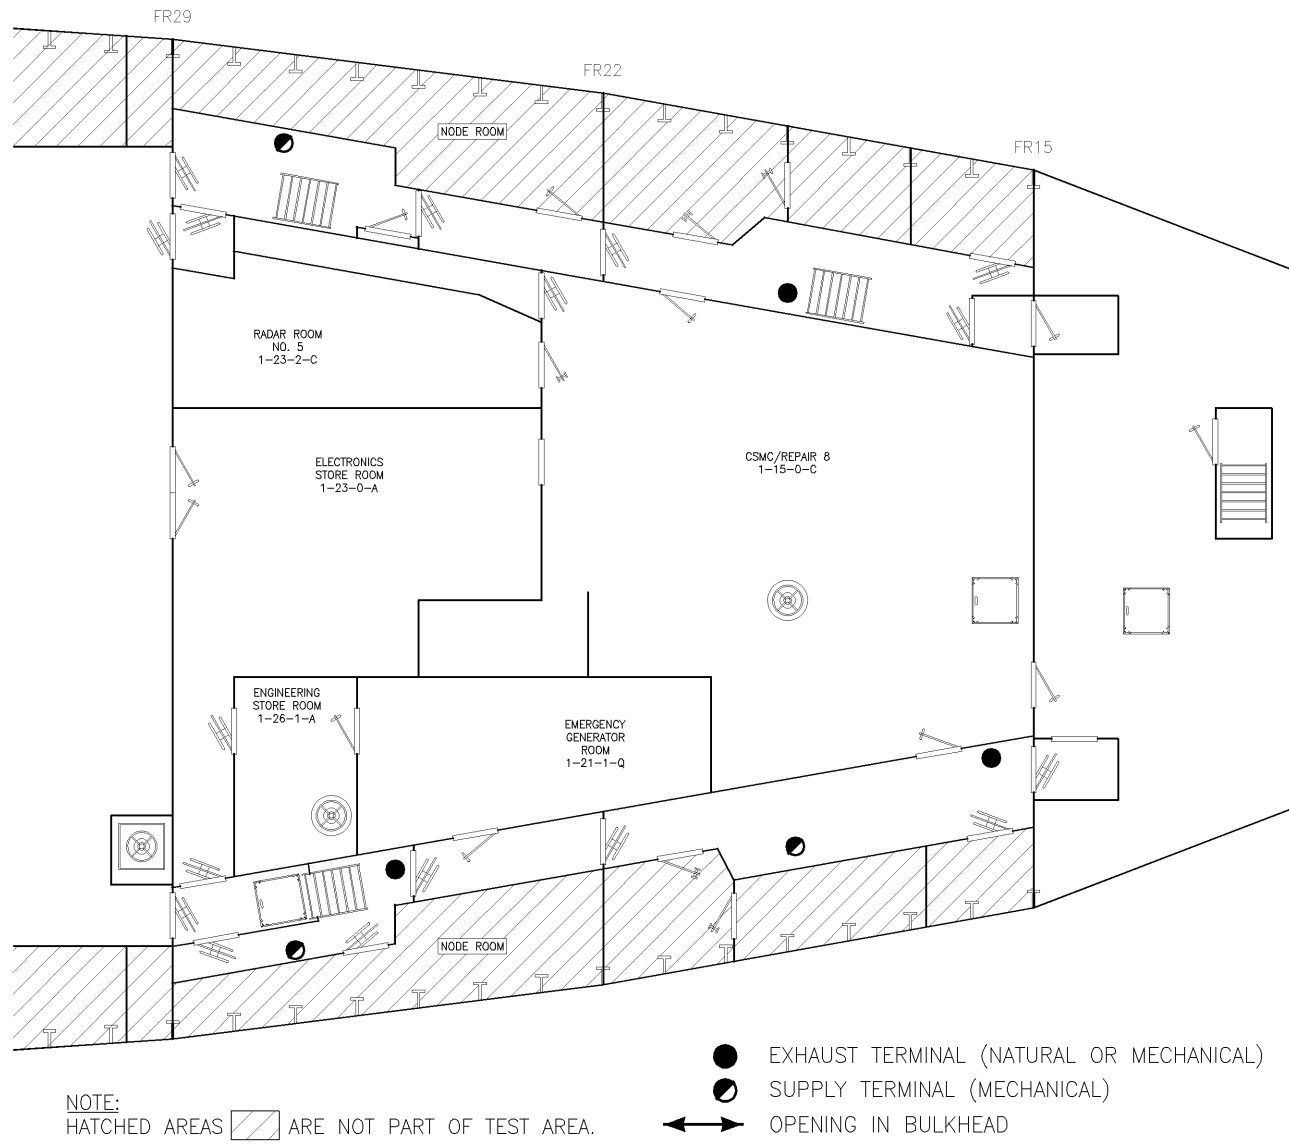 FR29
FR22
FR15
NODE ROOM
RADAR ROOM
NO. 5
1-23-2-C
ELECTRONICS
STORE ROOM
1-23-0-A
CSMC/REPAIR 8
1-15-0-C
ENGINEERING
STORE ROOM
1-26-1-A
EMERGENCY
GENERATOR
ROOM
1-21-1-Q
NODE ROOM
EXHAUST TERMINAL (NATURAL OR MECHANICAL)
SUPPLY TERMINAL (MECHANICAL)
OPENING IN BULKHEAD
NOTE:
HATCHED AREAS ARE NOT PART OF TEST AREA.